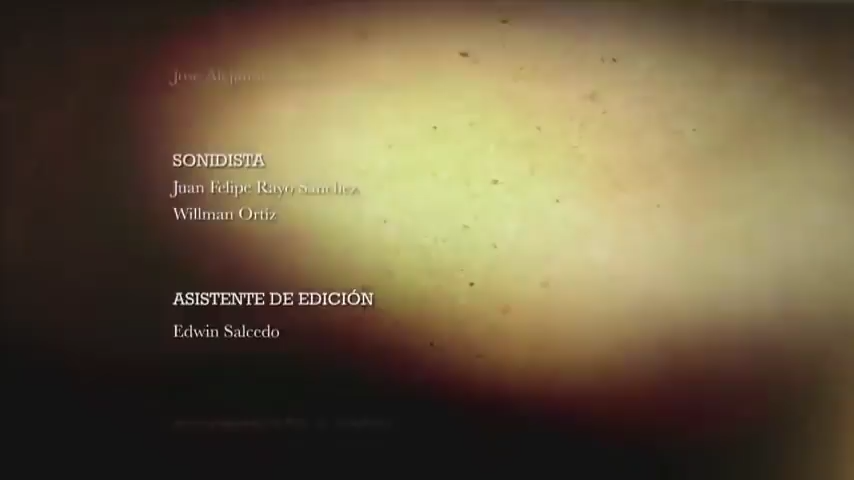 SONIDISTA
Juan Felipe Rayo Sanchez
Willman Ortiz
ASISTENTE DE EDICIÓN
Edwin Salcedo